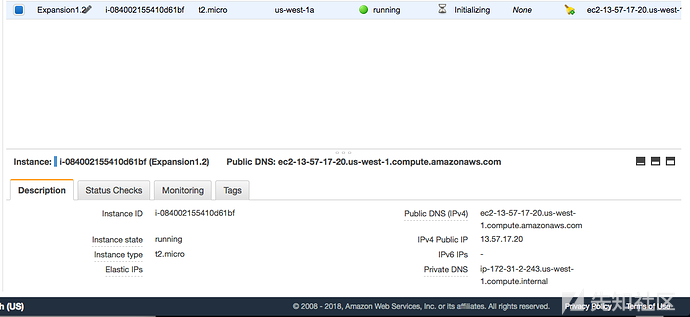 Expansion1.2 i-084002155410d61bf t2.micro us-west-1a running Initializing None ec2-13-57-17-20.us-west-1.co
Instance: i-084002155410d61bf (Expansion1.2) Public DNS: ec2-13-57-17-20.us-west-1.compute.amazonaws.com
Description Status Checks Monitoring Tags
Instance ID i-084002155410d61bf Public DNS (IPv4) ec2-13-57-17-20.us-west-
1.compute.amazonaws.com
Instance state running IPv4 Public IP 13.57.17.20
Instance type t2.micro IPv6 IPs -
Elastic IPs Private DNS ip-172-31-2-243.us-west-
1.compute.internal
h (US) © 2008 - 2018, Amazon Web Services, Inc. or its affiliates. All rights reserved. Privacy Policy Terms of Use
先知社区